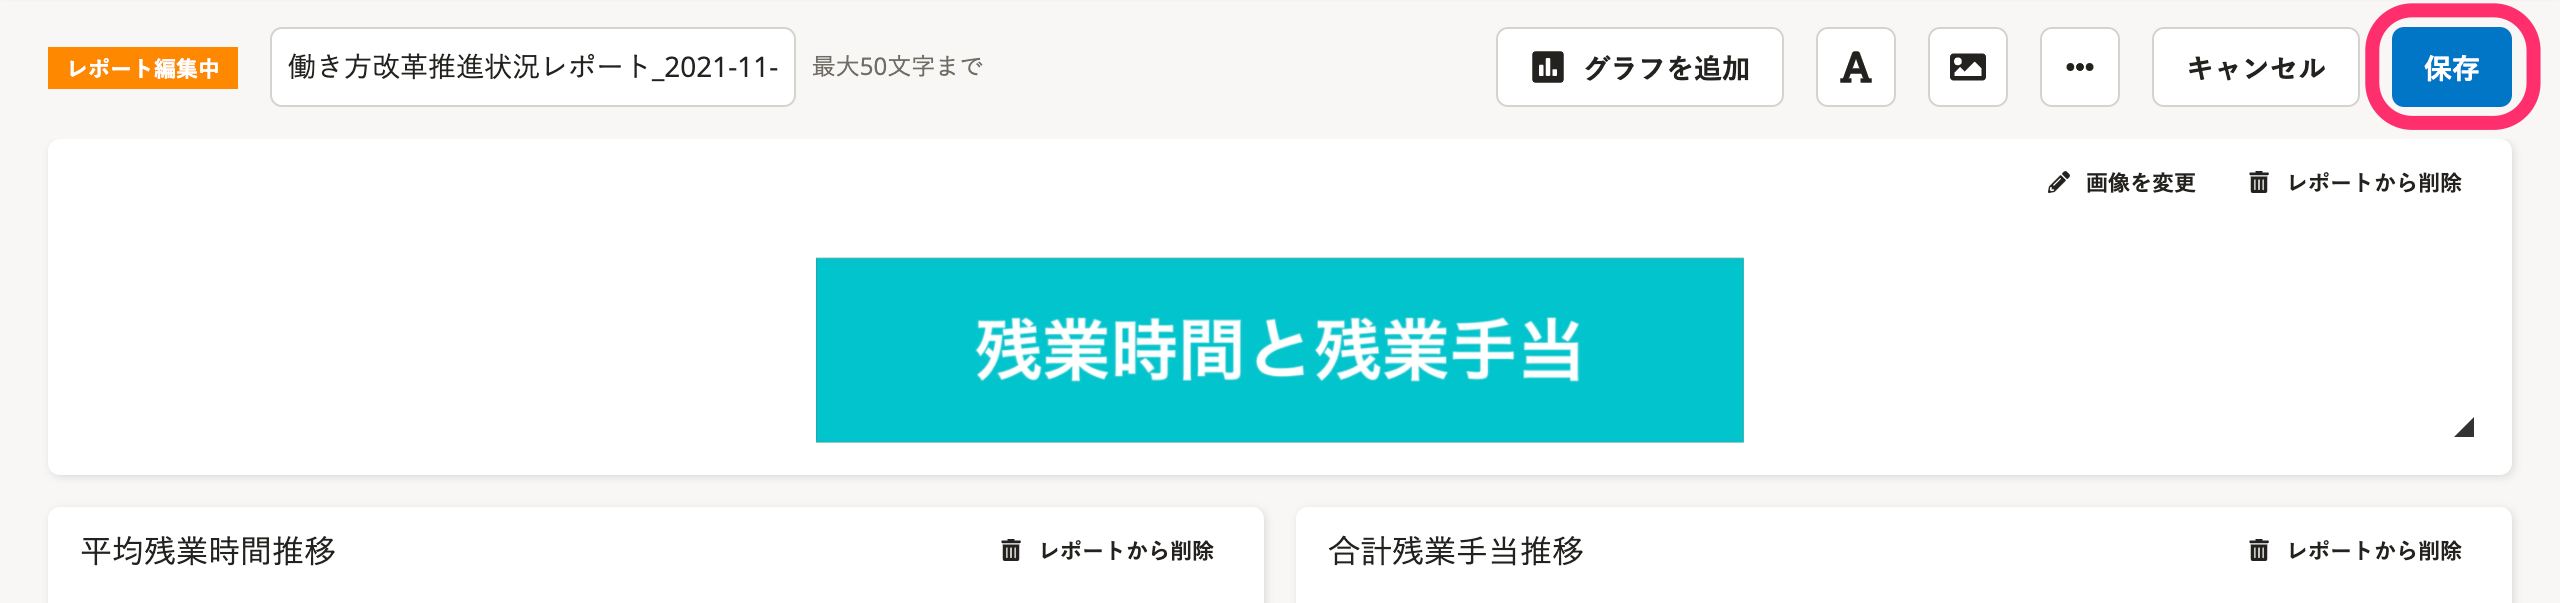 レポート編集中
働き方改革推進状況レポート_2021-11-
最大50文字まで
グラフを追加
A
キャンセル
保存
画像を変更
レポートから削除
残業時間と残業手当
平均残業時間推移
レポートから削除
合計残業手当推移
レポートから削除